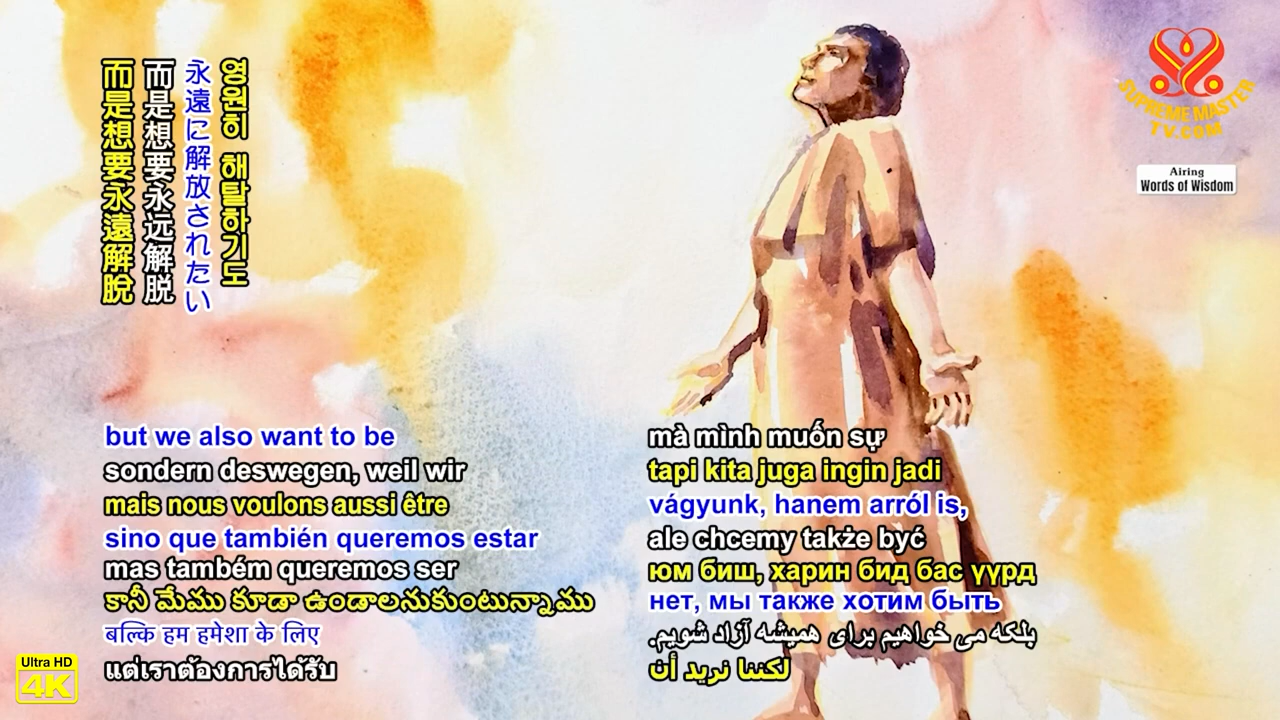 而是想要永遠解脫
而是想要永远解脱
永遠に解放されたい
영원히 해탈하기도
SUPREME MASTER
TV.COM
Airing
Words of Wisdom
but we also want to be
sondern deswegen, weil wir
mais nous voulons aussi être
sino que también queremos estar
mas também queremos ser
కానీ మేము కూడా ఉండాలనుకుంటున్నాము
बल्कि हम हमेशा के लिए
แต่เราต้องการได้รับ
mà mình muốn sự
tapi kita juga ingin jadi
vágyunk, hanem arról is,
ale chcemy także być
юм биш, харин бид бас үүрд
нет, мы также хотим быть
بلکه می خواهیم برای همیشه آزاد شویم.
لكننا نريد أن
Ultra HD
4K